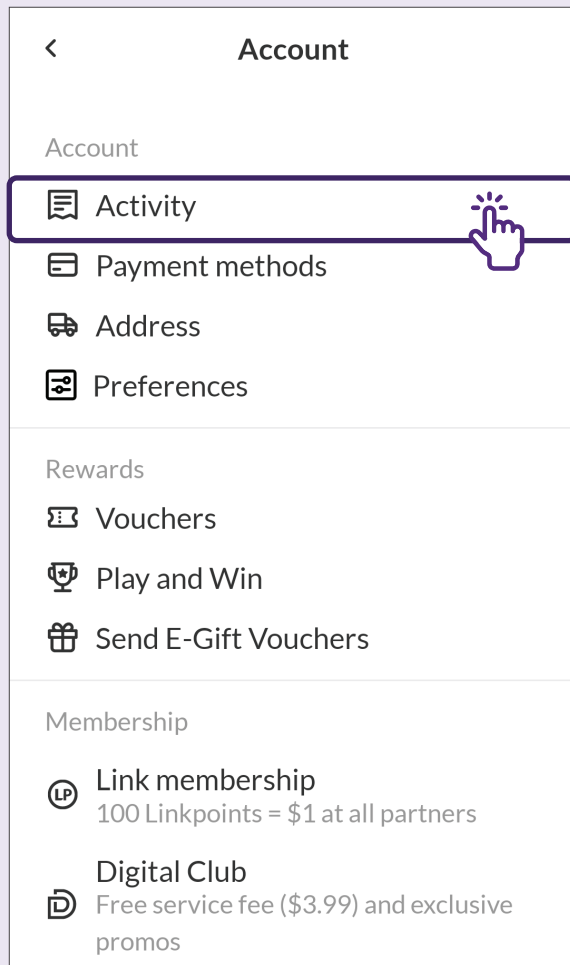 Account
Account
Activity
Payment methods
Address
Preferences
Rewards
Vouchers
Play and Win
Send E-Gift Vouchers
Membership
Link membership
LP
100 Linkpoints = $1 at all partners
Digital Club
Free service fee ($3.99) and exclusive
promos